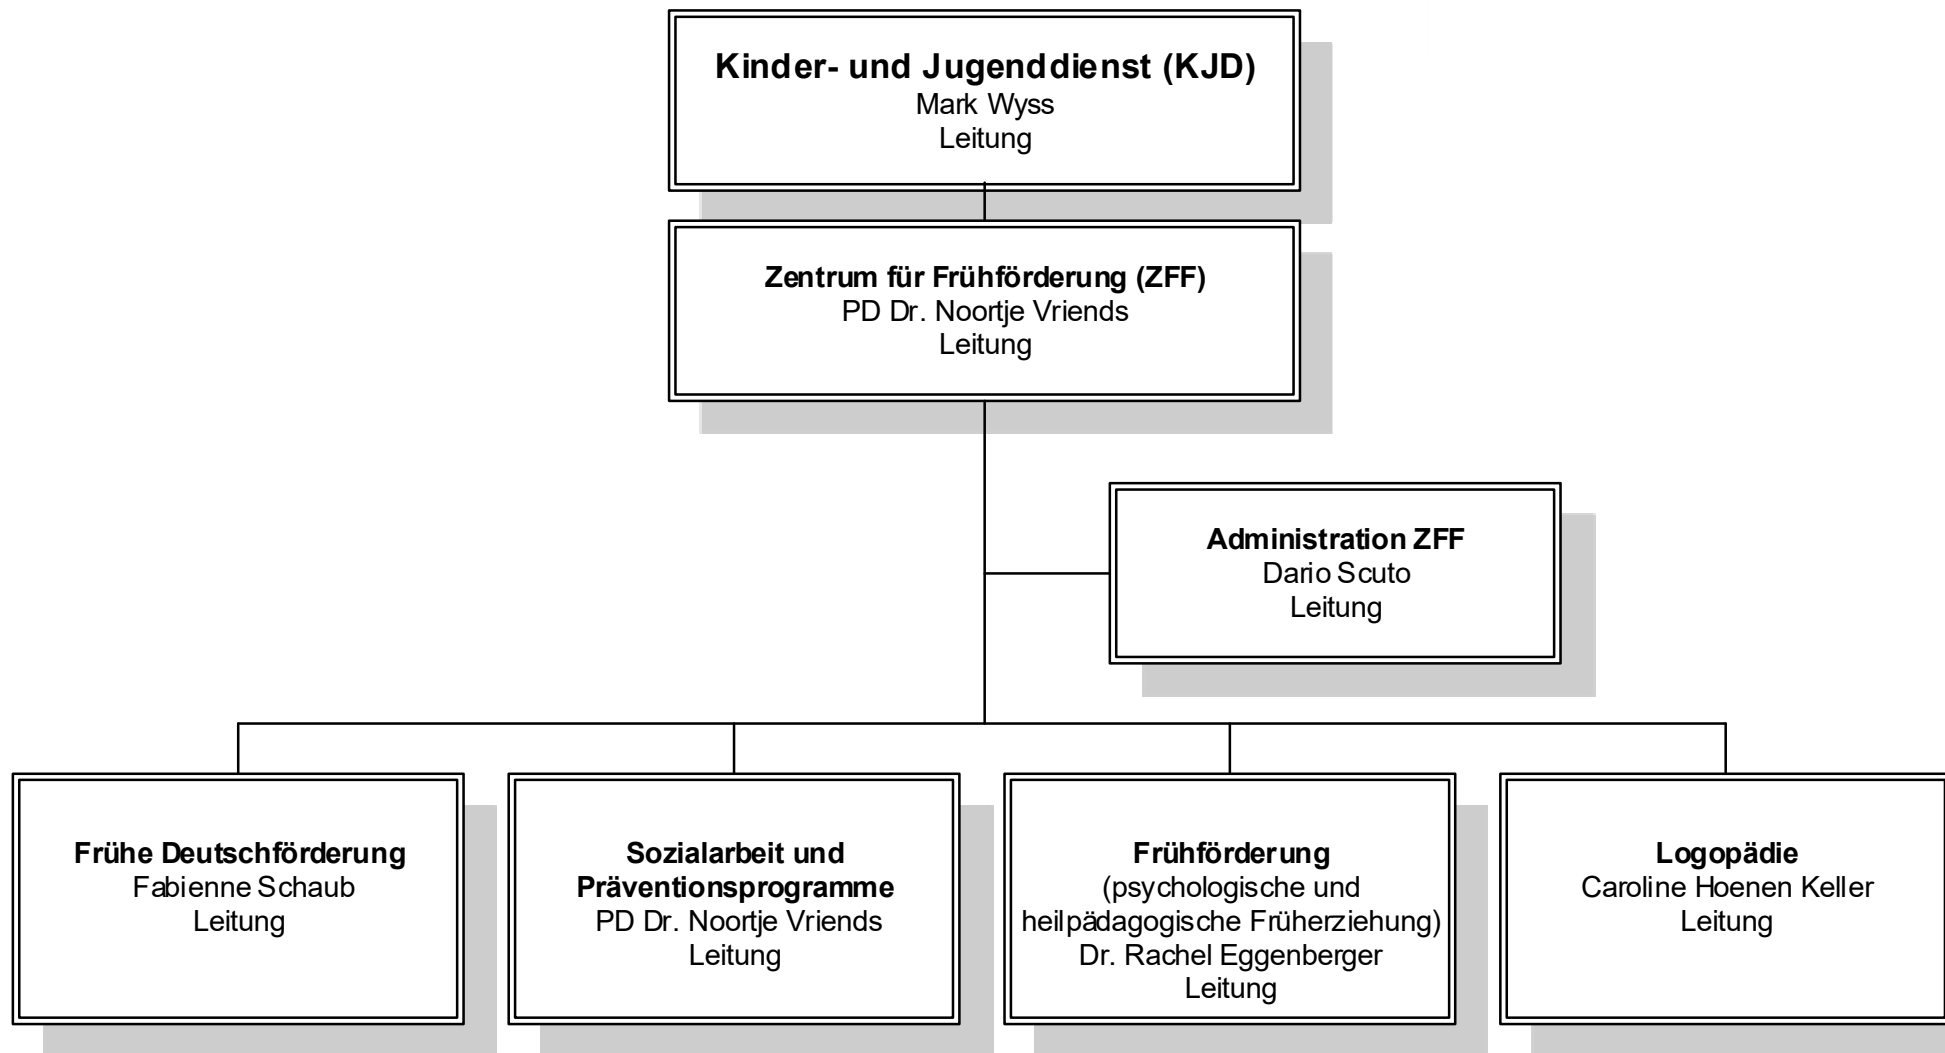 Kinder- und Jugenddienst (KJD)
Mark Wyss
Leitung
Zentrum für Frühförderung (ZFF)
PD Dr. Noortje Vriends
Leitung
Administration ZFF
Dario Scuto
Leitung
Frühe Deutschförderung
Fabienne Schaub
Leitung
Sozialarbeit und
Präventionsprogramme
PD Dr. Noortje Vriends
Leitung
Frühförderung
(psychologische und
heilpädagogische Früherziehung)
Dr. Rachel Eggenberger
Leitung
Logopädie
Caroline Hoenen Keller
Leitung